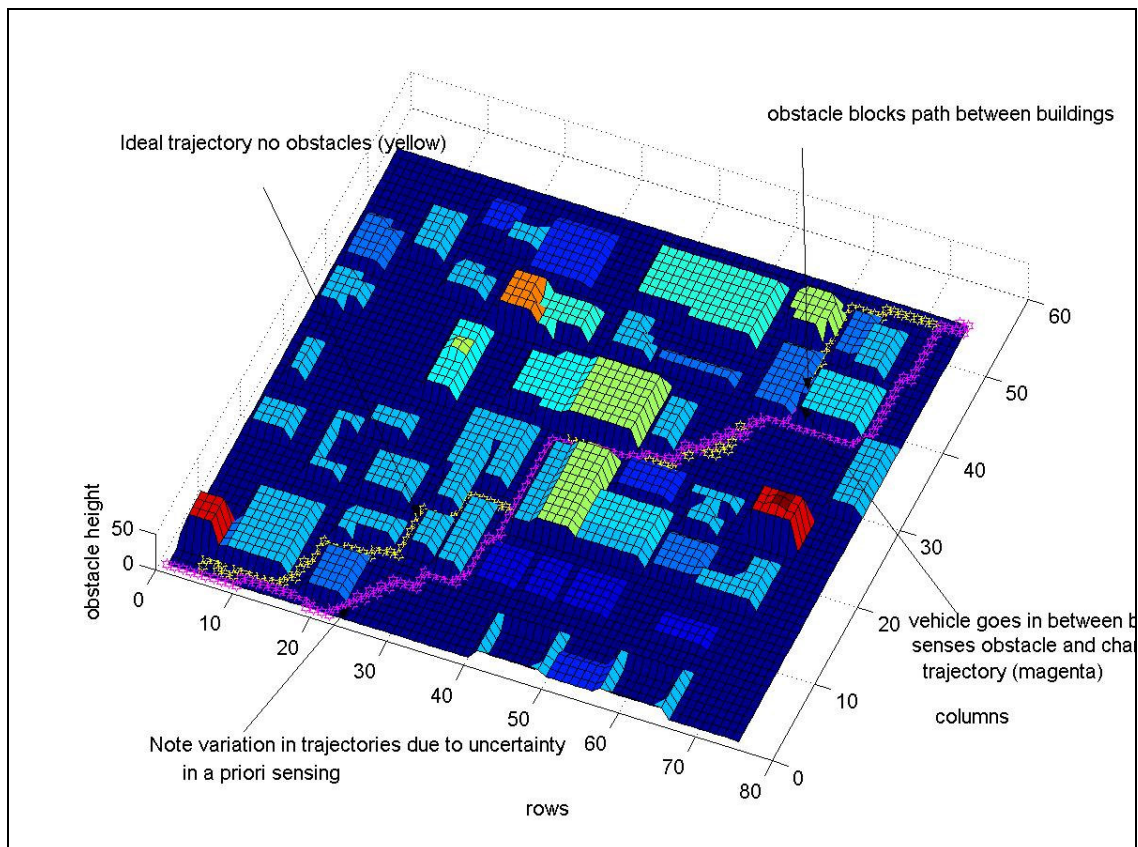 obstacle blocks path between buildings
Ideal trajectory no obstacles (yellow)
60
50
40
30
20
10
0
50
0
obstacle height
0
10
20
30
40
50
60
70
80
vehicle goes in between b
senses obstacle and cha
trajectory (magenta)
columns
Note variation in trajectories due to uncertainty
in a priori sensing
rows